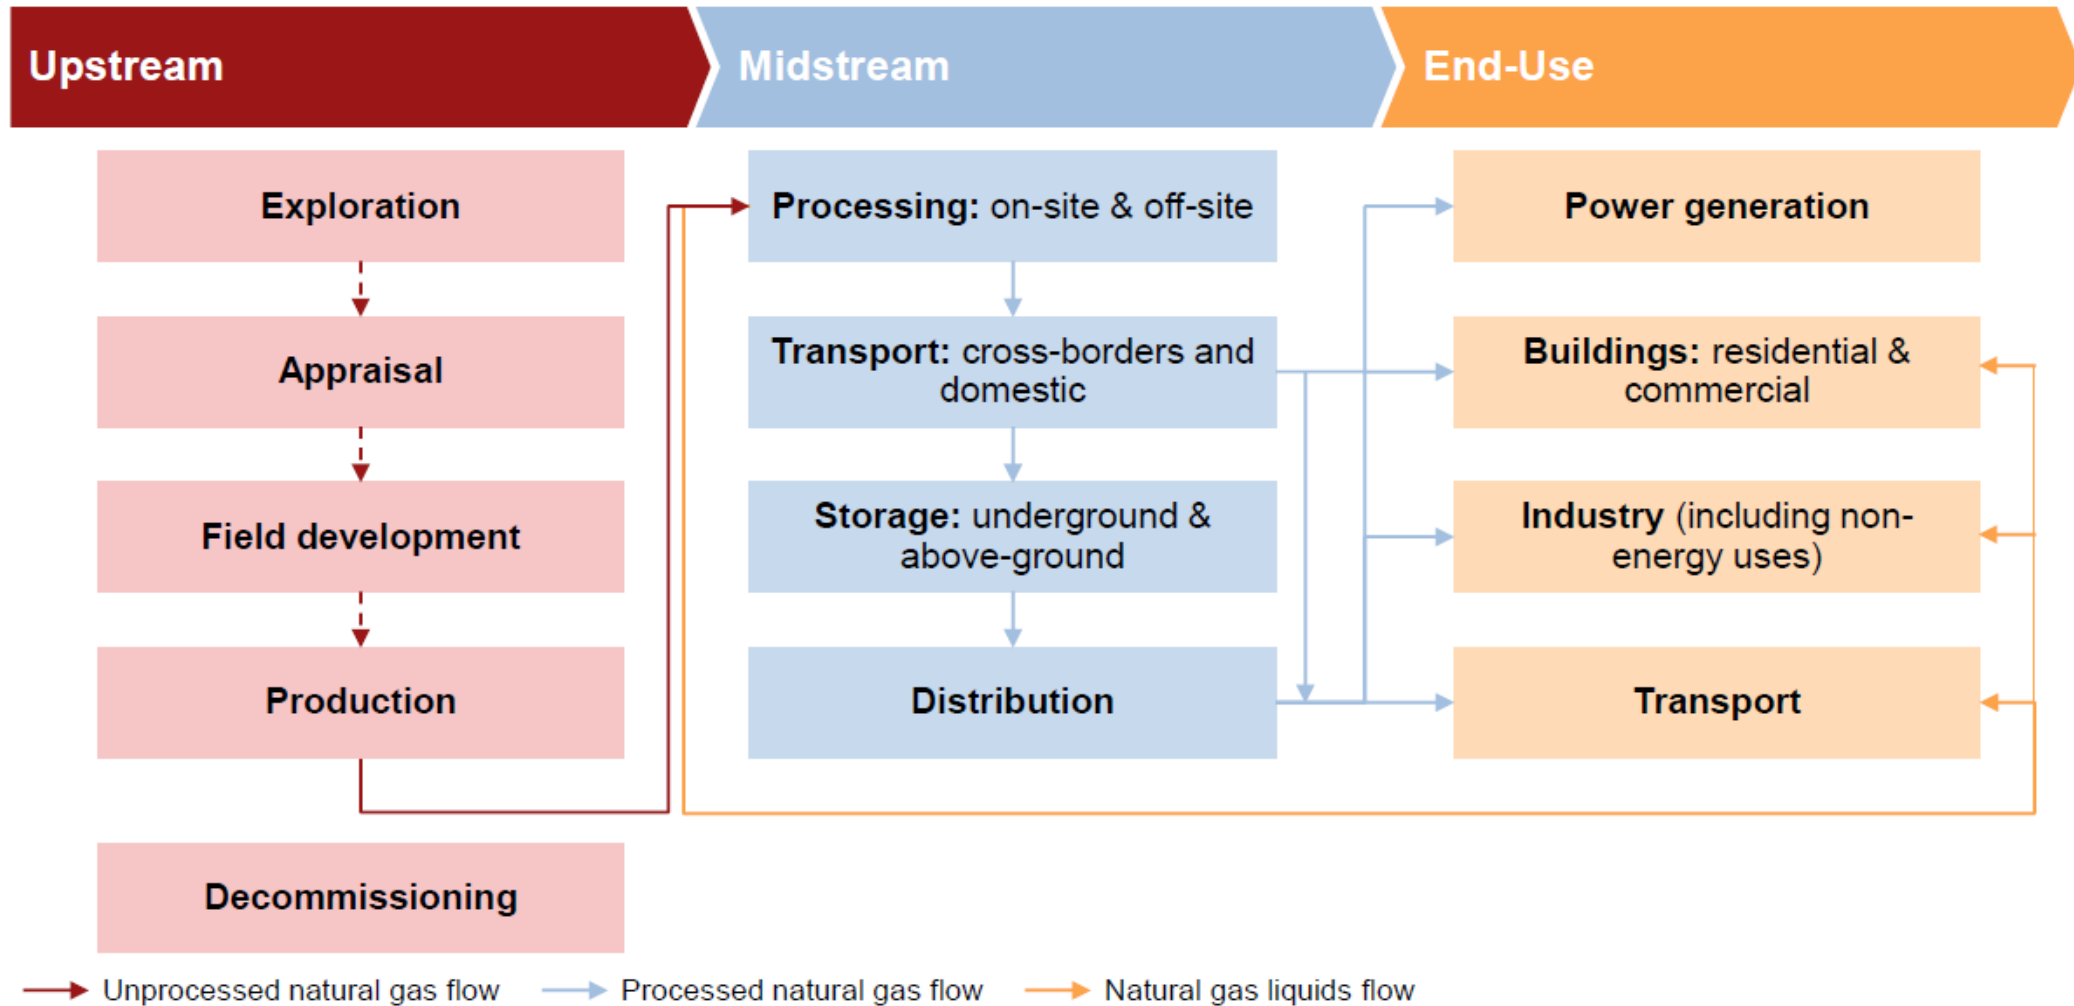 Upstream
Midstream
End-Use
Exploration
Appraisal
Field development
Production
Decommissioning
Processing: on-site & off-site
Transport: cross-borders and
domestic
Storage: underground &
above-ground
Distribution
Power generation
Buildings: residential &
commercial
Industry (including non-
energy uses)
Transport
Unprocessed natural gas flow
Processed natural gas flow
Natural gas liquids flow